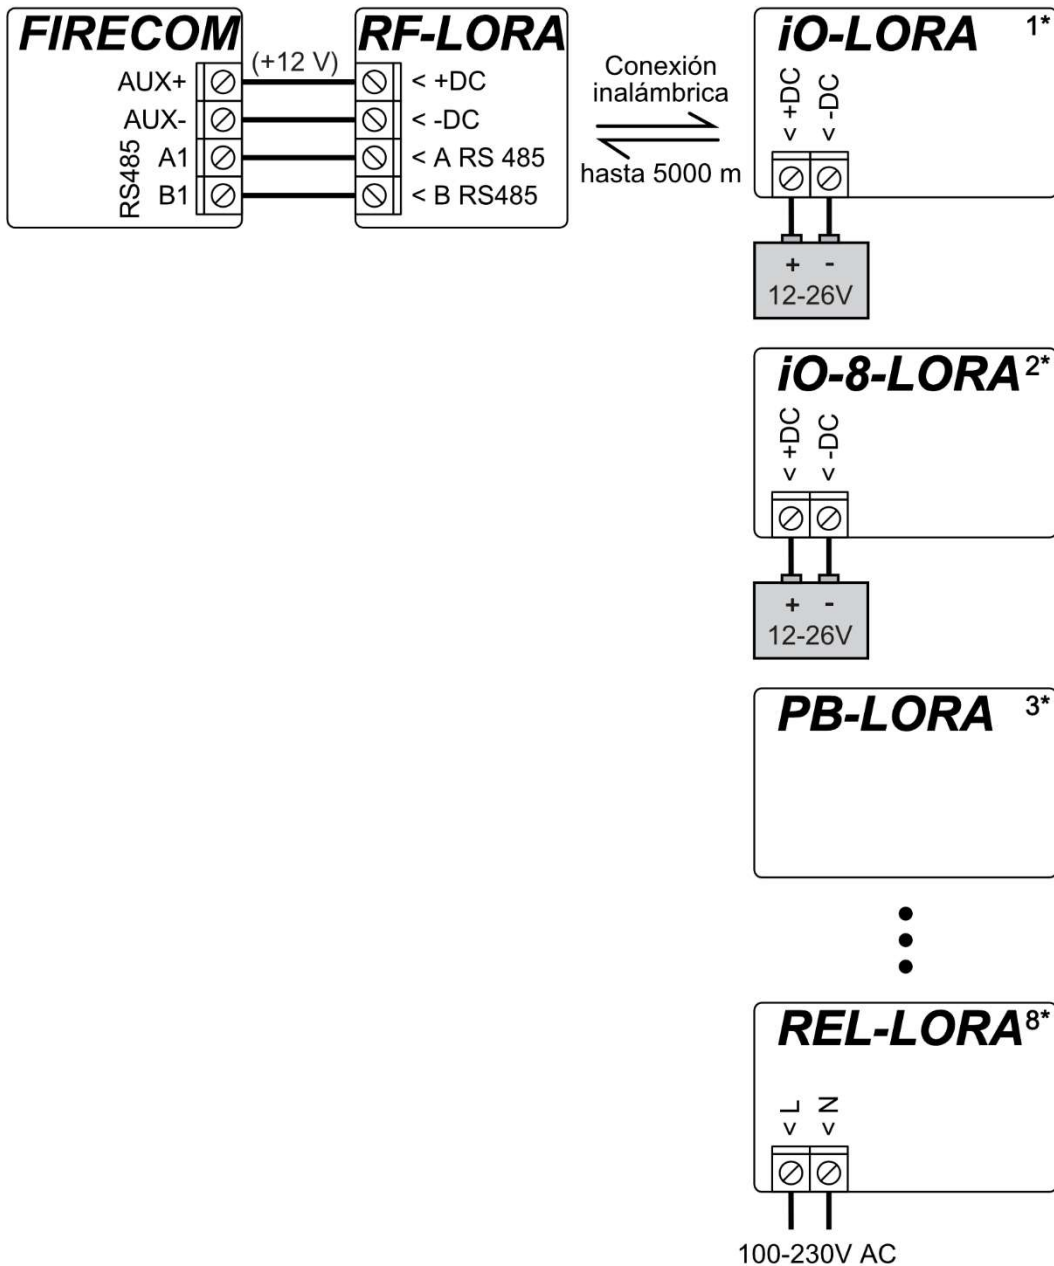 FIRECOM
AUX+
AUX-
RS485
A1
B1
(+12 V)
RF-LORA
< +DC
< -DC
< A RS 485
< B RS485
Conexión
inalámbrica
hasta 5000 m
iO-LORA 1*
< +DC
< -DC
+ -
12-26V
iO-8-LORA 2*
< +DC
< -DC
+ -
12-26V
PB-LORA 3*
REL-LORA 8*
< L
< N
100-230V AC